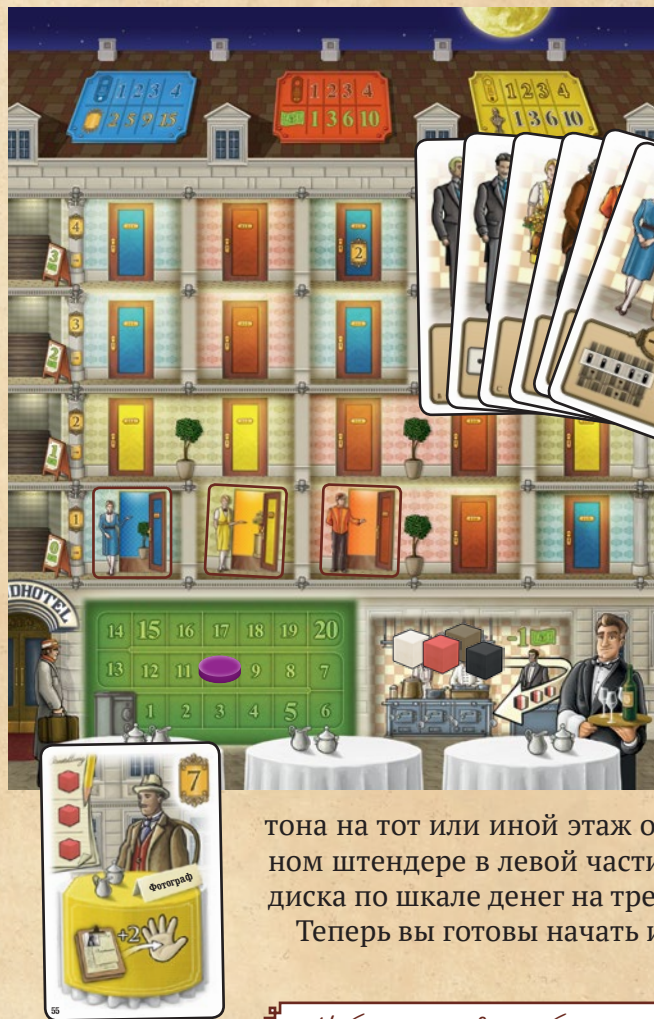 1 2 3 4
2 5 9 15
1 2 3 4
1 3 6 10
1 2 3 4
1 3 6 10
4
3
2
3
2
2
1
1
0
DHOTEL
14 15 16 17 18 19 20
13 12 11 9 8 7
1 2 3 4 5 6
-1
7
Фотограф
+2
55
тона на тот или иной этаж о
ном штендере в левой части
диска по шкале денег на тре
Теперь вы готовы начать и